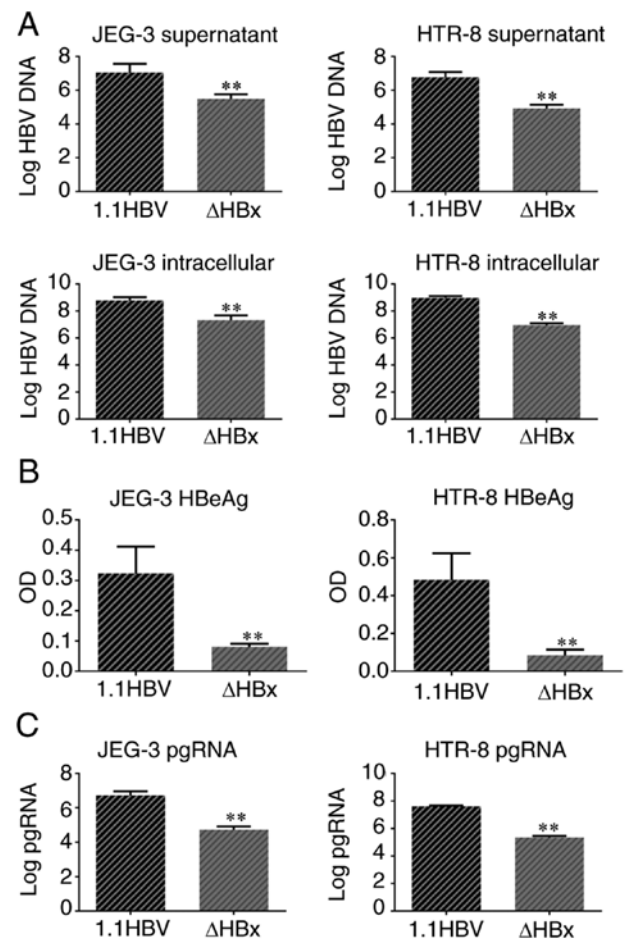 A
JEG-3 supernatant
Log HBV DNA
8
6
4
2
0
1.1HBV
**
ΔHBx
HTR-8 supernatant
Log HBV DNA
8
6
4
2
0
1.1HBV
**
ΔHBx
JEG-3 intracellular
Log HBV DNA
10
8
6
4
2
0
1.1HBV
**
ΔHBx
HTR-8 intracellular
Log HBV DNA
10
8
6
4
2
0
1.1HBV
**
ΔHBx
B
JEG-3 HBeAg
OD
0.5
0.4
0.3
0.2
0.1
0.0
1.1HBV
**
ΔHBx
HTR-8 HBeAg
OD
0.8
0.6
0.4
0.2
0.0
1.1HBV
**
ΔHBx
C
JEG-3 pgRNA
Log pgRNA
8
6
4
2
0
1.1HBV
**
ΔHBx
HTR-8 pgRNA
Log pgRNA
10
8
6
4
2
0
1.1HBV
**
ΔHBx